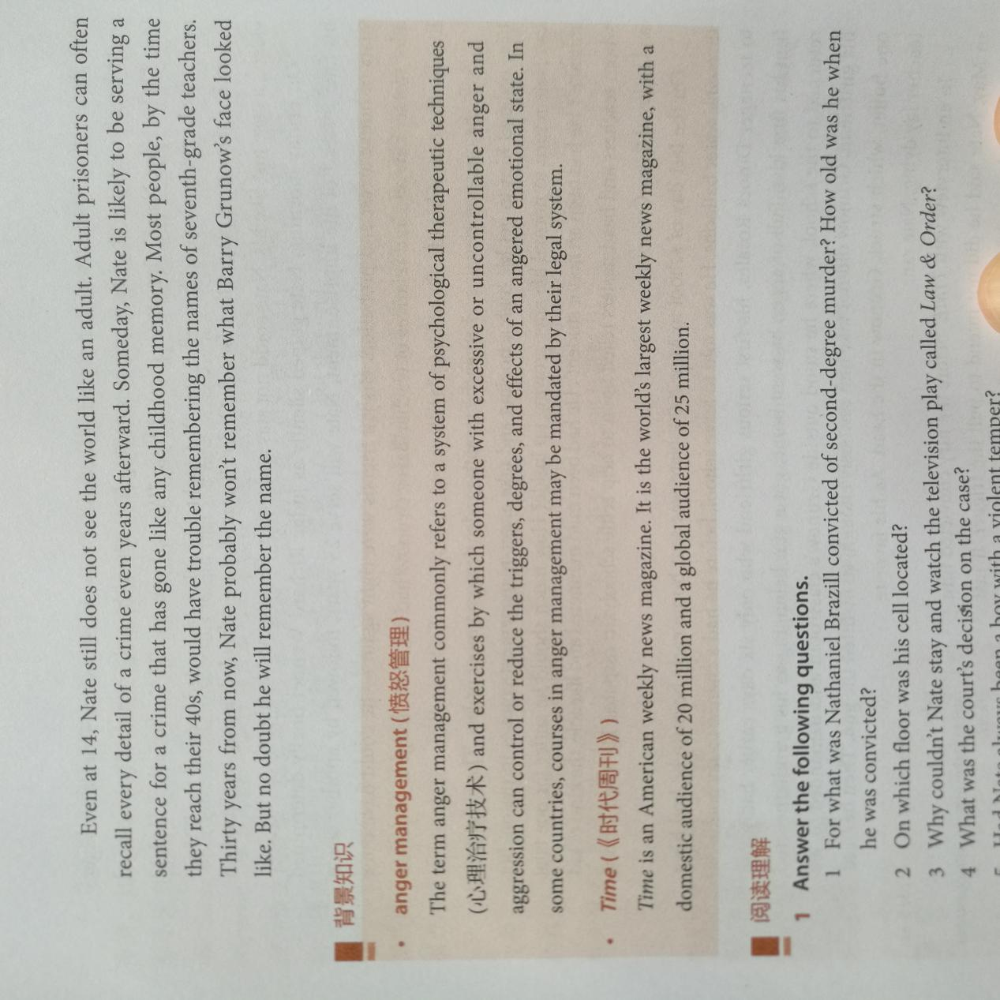 Even at 14, Nate still does not see the world like an adult. Adult prisoners can often
recall every detail of a crime even years afterward. Someday, Nate is likely to be serving a
sentence for a crime that has gone like any childhood memory. Most people, by the time
they reach their 40s, would have trouble remembering the names of seventh-grade teachers.
Thirty years from now, Nate probably won't remember what Barry Grunow's face looked
like. But no doubt he will remember the name.
背景知识
• anger management (愤怒管理)
The term anger management commonly refers to a system of psychological therapeutic techniques
(心理治疗技术) and exercises by which someone with excessive or uncontrollable anger and
aggression can control or reduce the triggers, degrees, and effects of an angered emotional state. In
some countries, courses in anger management may be mandated by their legal system.
• Time (《时代周刊》)
Time is an American weekly news magazine. It is the world's largest weekly news magazine, with a
domestic audience of 20 million and a global audience of 25 million.
阅读理解
1 Answer the following questions.
1 For what was Nathaniel Brazill convicted of second-degree murder? How old was he when
he was convicted?
2 On which floor was his cell located?
3 Why couldn't Nate stay and watch the television play called Law & Order?
4 What was the court's decision on the case?
5 Had Nate always been a boy with a violent temper?